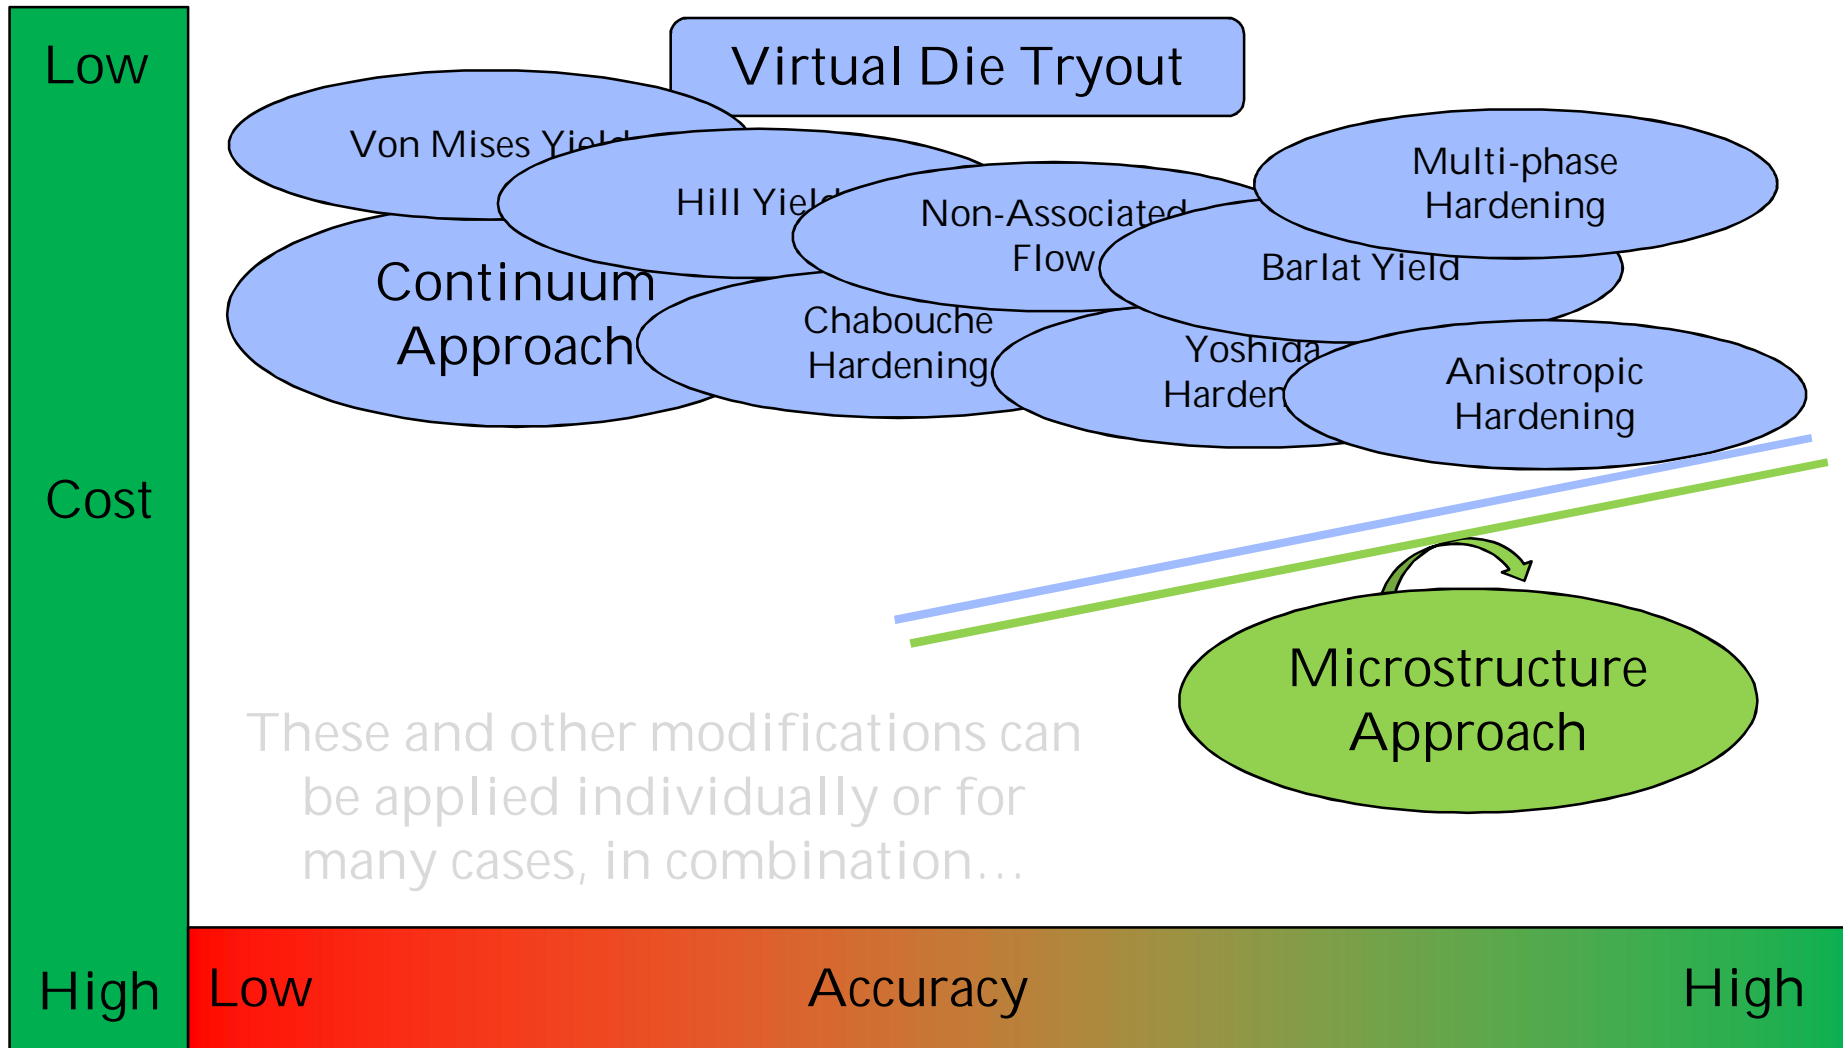 Low
Cost
High
Virtual Die Tryout
Von Mises Yield
Hill Yield
Non-Associated
Flow
Barlat Yield
Multi-phase
Hardening
Continuum
Approach
Chabouche
Hardening
Yoshida
Harden
Anisotropic
Hardening
Microstructure
Approach
These and other modifications can
be applied individually or for
many cases, in combination…
Low
Accuracy
High